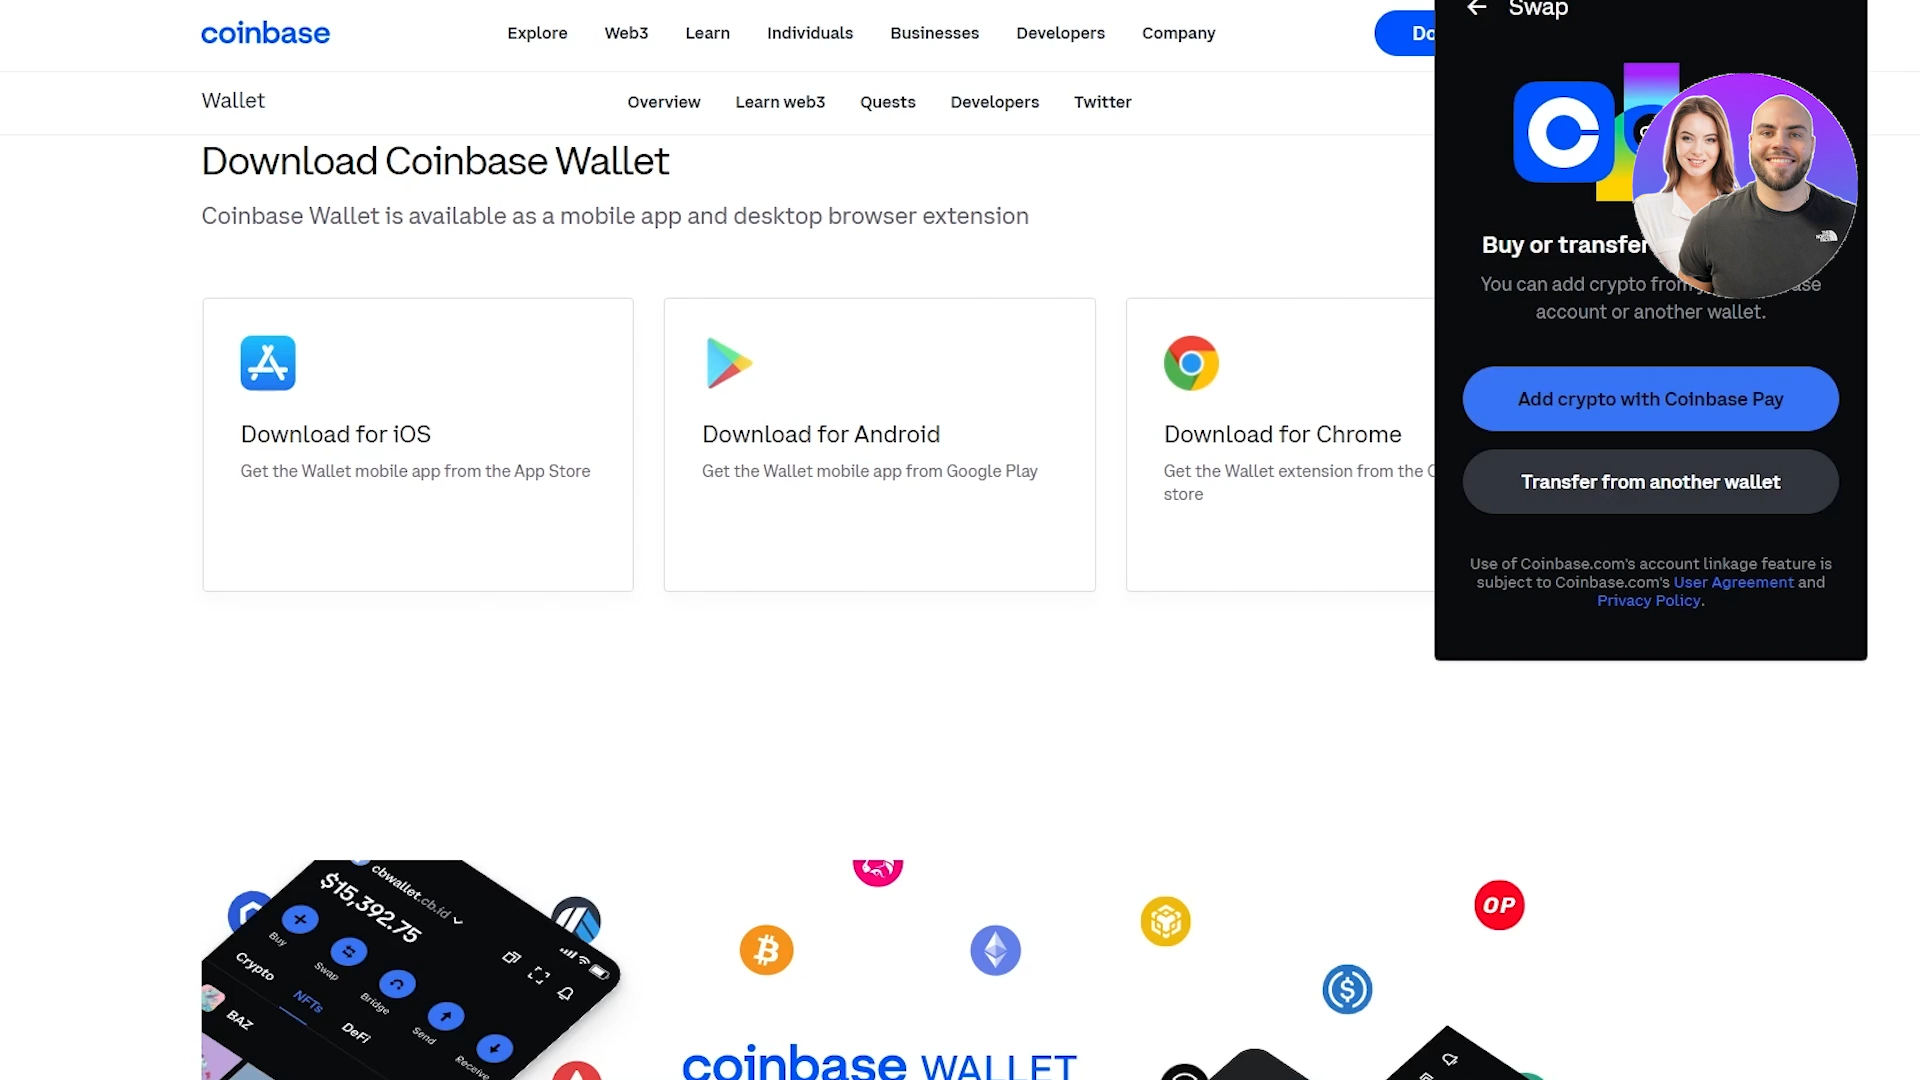 coinbase
Explore
Web3
Learn
Individuals
Businesses
Developers
Company
Swap
Wallet
Overview
Learn web3
Quests
Developers
Twitter
Download Coinbase Wallet
Coinbase Wallet is available as a mobile app and desktop browser extension
Download for iOS
Get the Wallet mobile app from the App Store
Download for Android
Get the Wallet mobile app from Google Play
Download for Chrome
Get the Wallet extension from the
store
Buy or transfer
You can add crypto from
account or another wallet.
Add crypto with Coinbase Pay
Transfer from another wallet
Use of Coinbase.com's account linkage feature is
subject to Coinbase.com's User Agreement and
Privacy Policy.
cbwallet.cb.id
$15,392.75
Buy
Swap
Bridge
Send
Receive
Crypto
NFTs
DeFi
BAZ
OP
coinbase WALLET